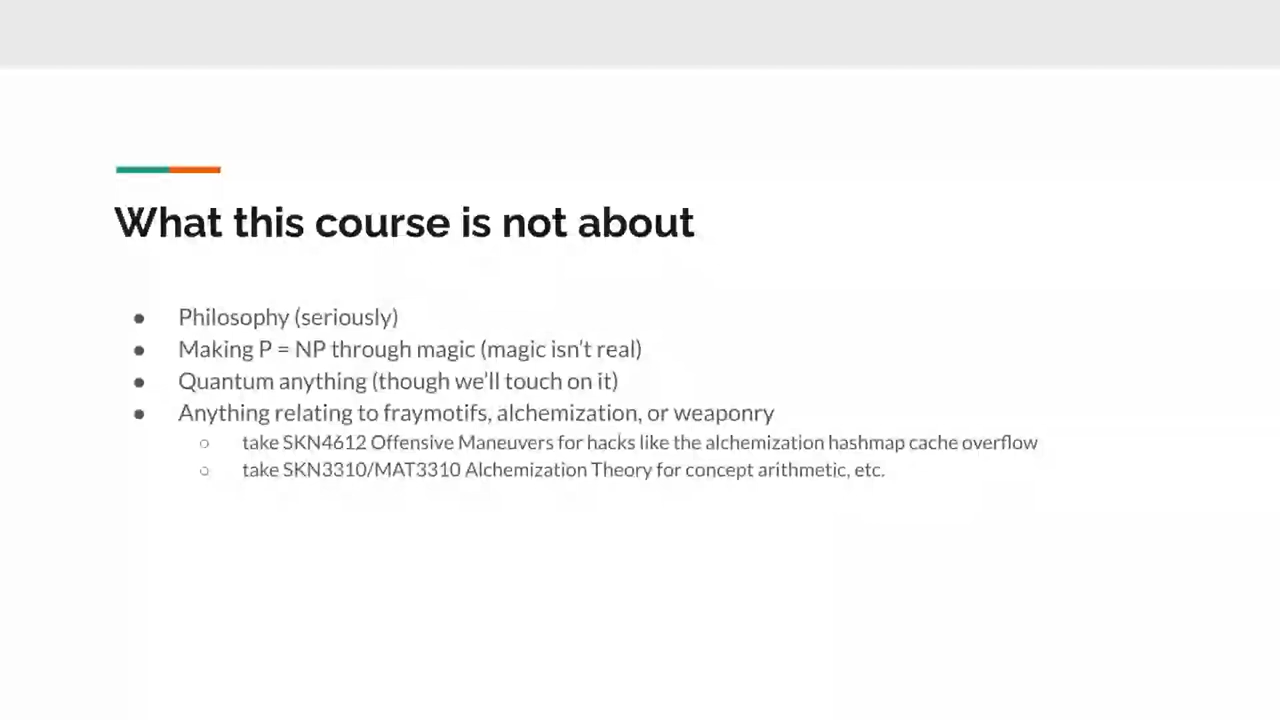 What this course is not about
● Philosophy (seriously)
● Making P = NP through magic (magic isn't real)
● Quantum anything (though we'll touch on it)
● Anything relating to fraymotifs, alchemization, or weaponry
○ take SKN4612 Offensive Maneuvers for hacks like the alchemization hashmap cache overflow
○ take SKN3310/MAT3310 Alchemization Theory for concept arithmetic, etc.